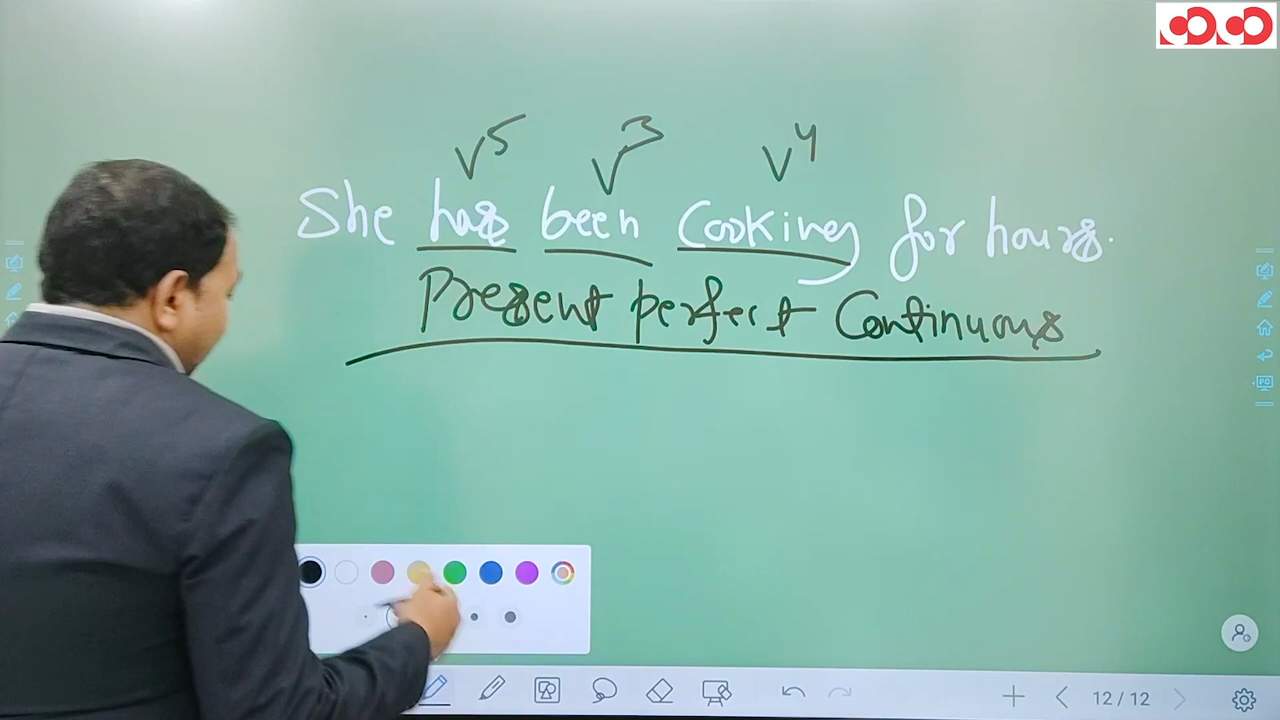 V5 V3 V4
She has been Cooking for hours.
Present perfect Continuous
12/12